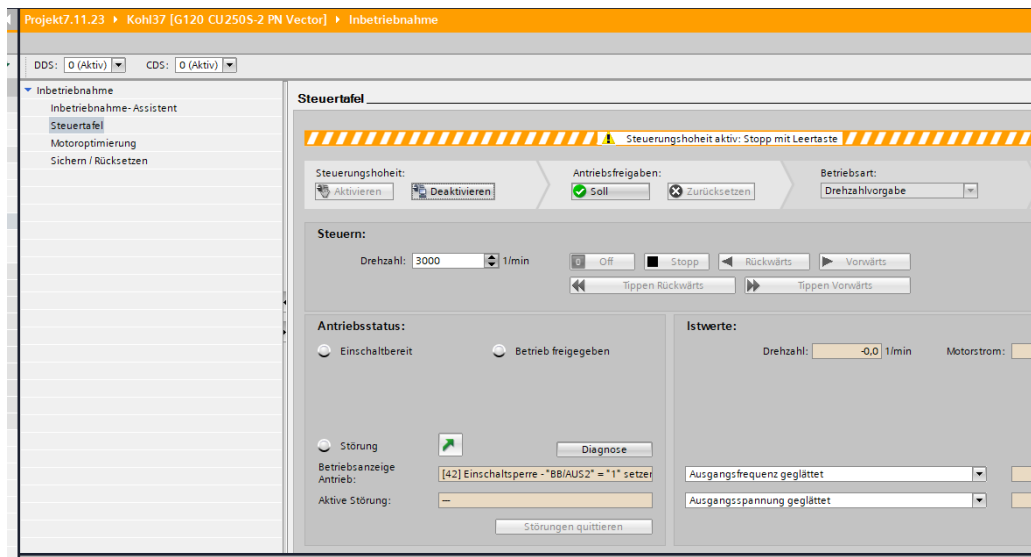 Projekt7.11.23 ▸ Kohl37 [G120 CU250S-2 PN Vector] ▸ Inbetriebnahme
DDS: 0 (Aktiv) CDS: 0 (Aktiv)
Inbetriebnahme
Inbetriebnahme-Assistent
Steuertafel
Motoroptimierung
Sichern / Rücksetzen
Steuertafel
Steuerungshoheit aktiv: Stopp mit Leertaste
Steuerungshoheit: Antriebsfreigaben: Betriebsart:
Aktivieren Deaktivieren Soll Zurücksetzen Drehzahlvorgabe
Steuern:
Drehzahl: 3000 1/min 0 Off Stopp Rückwärts Vorwärts
Tippen Rückwärts Tippen Vorwärts
Antriebsstatus: Istwerte:
Einschaltbereit Betrieb freigegeben Drehzahl: -0,0 1/min Motorstrom:
Störung Diagnose
Betriebsanzeige
Antrieb: [42] Einschaltsperre - "BB/AUS2" = "1" setzen Ausgangsfrequenz geglättet
Aktive Störung: --- Ausgangsspannung geglättet
Störungen quittieren